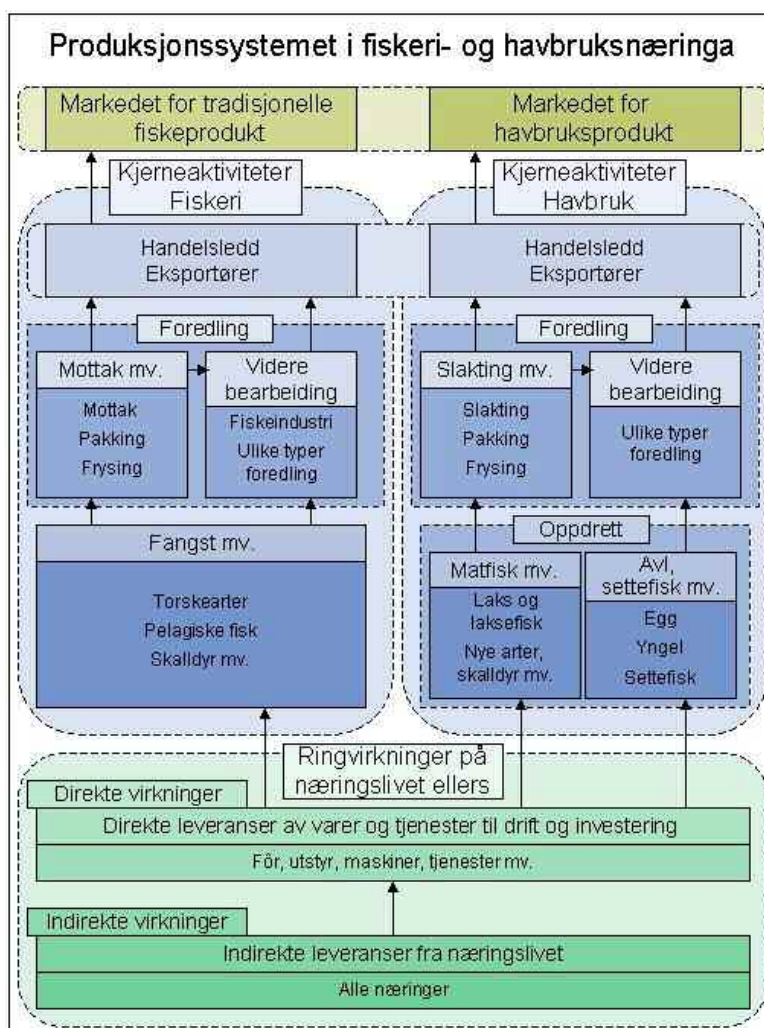 Produksjonssystemet i fiskeri- og havbruksnæringa
Markedet for tradisjonelle
fiskeprodukt
Markedet for
havbruksprodukt
Kjerneaktiviteter
Fiskeri
Kjerneaktiviteter
Havbruk
Handelsledd
Eksportører
Handelsledd
Eksportører
Foredling
Mottak mv.
Mottak
Pakking
Frysing
Videre
bearbeiding
Fiskeindustri
Ulike typer
foredling
Foredling
Slakting mv.
Slakting
Pakking
Frysing
Videre
bearbeiding
Ulike typer
foredling
Fangst mv.
Torskearter
Pelagiske fisk
Skalldyr mv.
Oppdrett
Matfisk mv.
Laks og
laksefisk
Nye arter,
skalldyr mv.
Avl,
settefisk mv.
Egg
Yngel
Settefisk
Ringvirkninger på
næringslivet ellers
Direkte virkninger
Direkte leveranser av varer og tjenester til drift og investering
Fôr, utstyr, maskiner, tjenester mv.
Indirekte virkninger
Indirekte leveranser fra næringslivet
Alle næringer